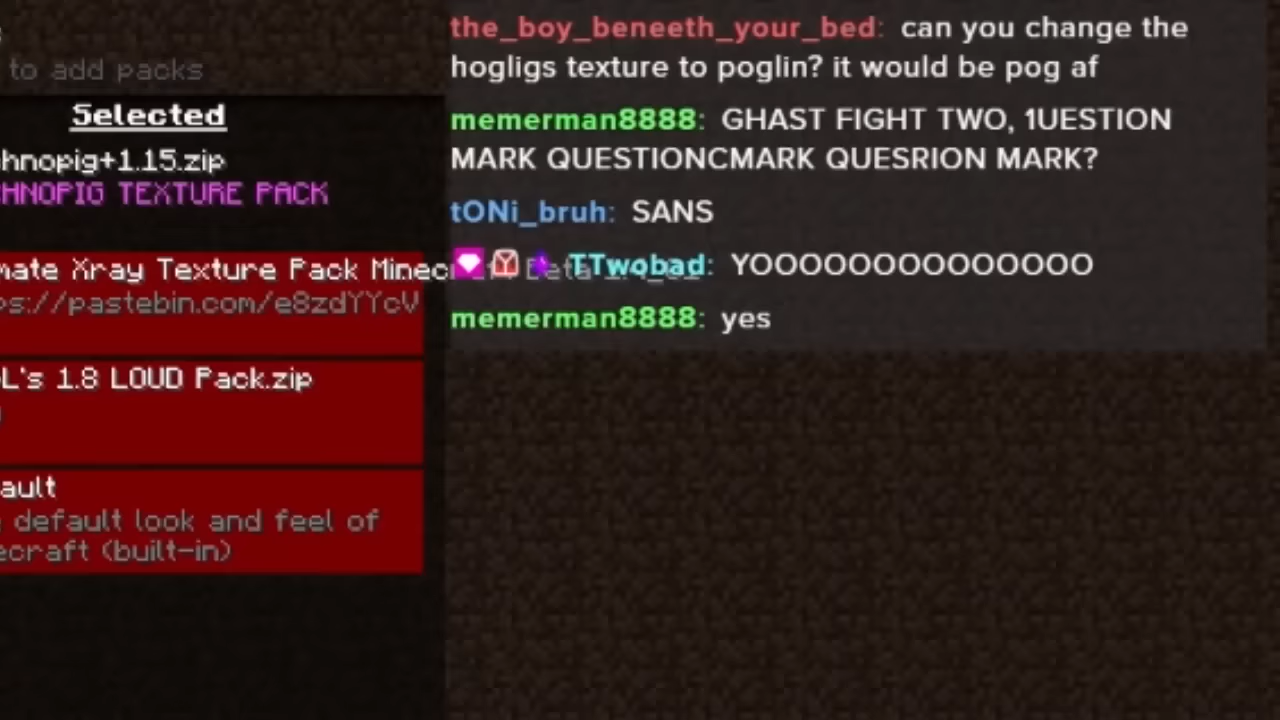 to add packs
Selected
hnopig+1.15.zip
HNOPIG TEXTURE PACK
mate Xray Texture Pack Minec
ps://pastebin.com/e8zdYYcV
L's 1.8 LOUD Pack.zip
ault
default look and feel of
ecraft (built-in)
the_boy_beneeth_your_bed: can you change the
hogligs texture to poglin? it would be pog af
memerman8888: GHAST FIGHT TWO, 1UESTION
MARK QUESTIONCMARK QUESRION MARK?
tONi_bruh: SANS
TTwobad: YOOOOOOOOOOOOOO
memerman8888: yes